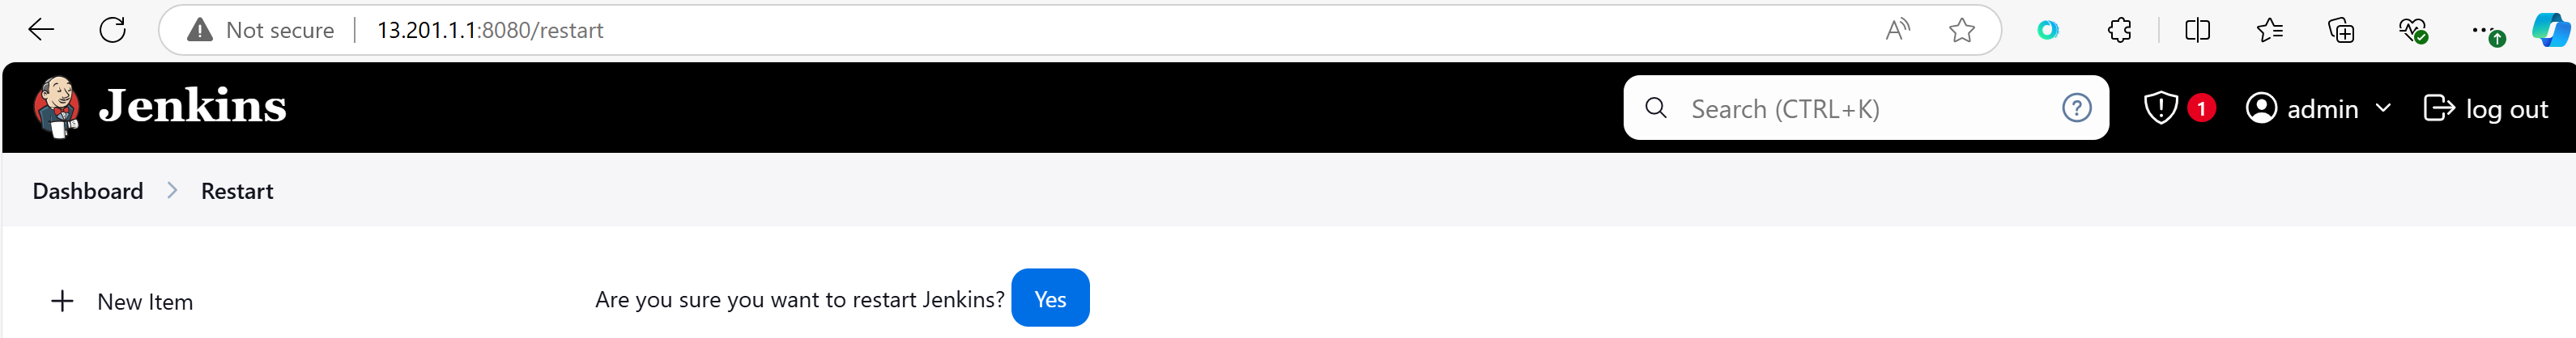 Not secure 13.201.1.1:8080/restart
Jenkins Search (CTRL+K) 1 admin log out
Dashboard Restart
New Item Are you sure you want to restart Jenkins? Yes